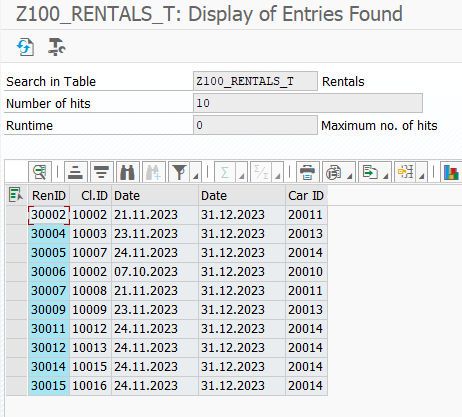 Z100_RENTALS_T: Display of Entries Found
Search in Table Z100_RENTALS_T Rentals
Number of hits 10
Runtime 0 Maximum no. of hits
RenID Cl.ID Date Date Car ID
30002 10002 21.11.2023 31.12.2023 20011
30004 10003 23.11.2023 31.12.2023 20013
30005 10007 24.11.2023 31.12.2023 20014
30006 10002 07.10.2023 31.12.2023 20010
30007 10008 21.11.2023 31.12.2023 20011
30009 10009 23.11.2023 31.12.2023 20013
30011 10012 24.11.2023 31.12.2023 20014
30012 10013 24.11.2023 31.12.2023 20014
30014 10015 24.11.2023 31.12.2023 20014
30015 10016 24.11.2023 31.12.2023 20014